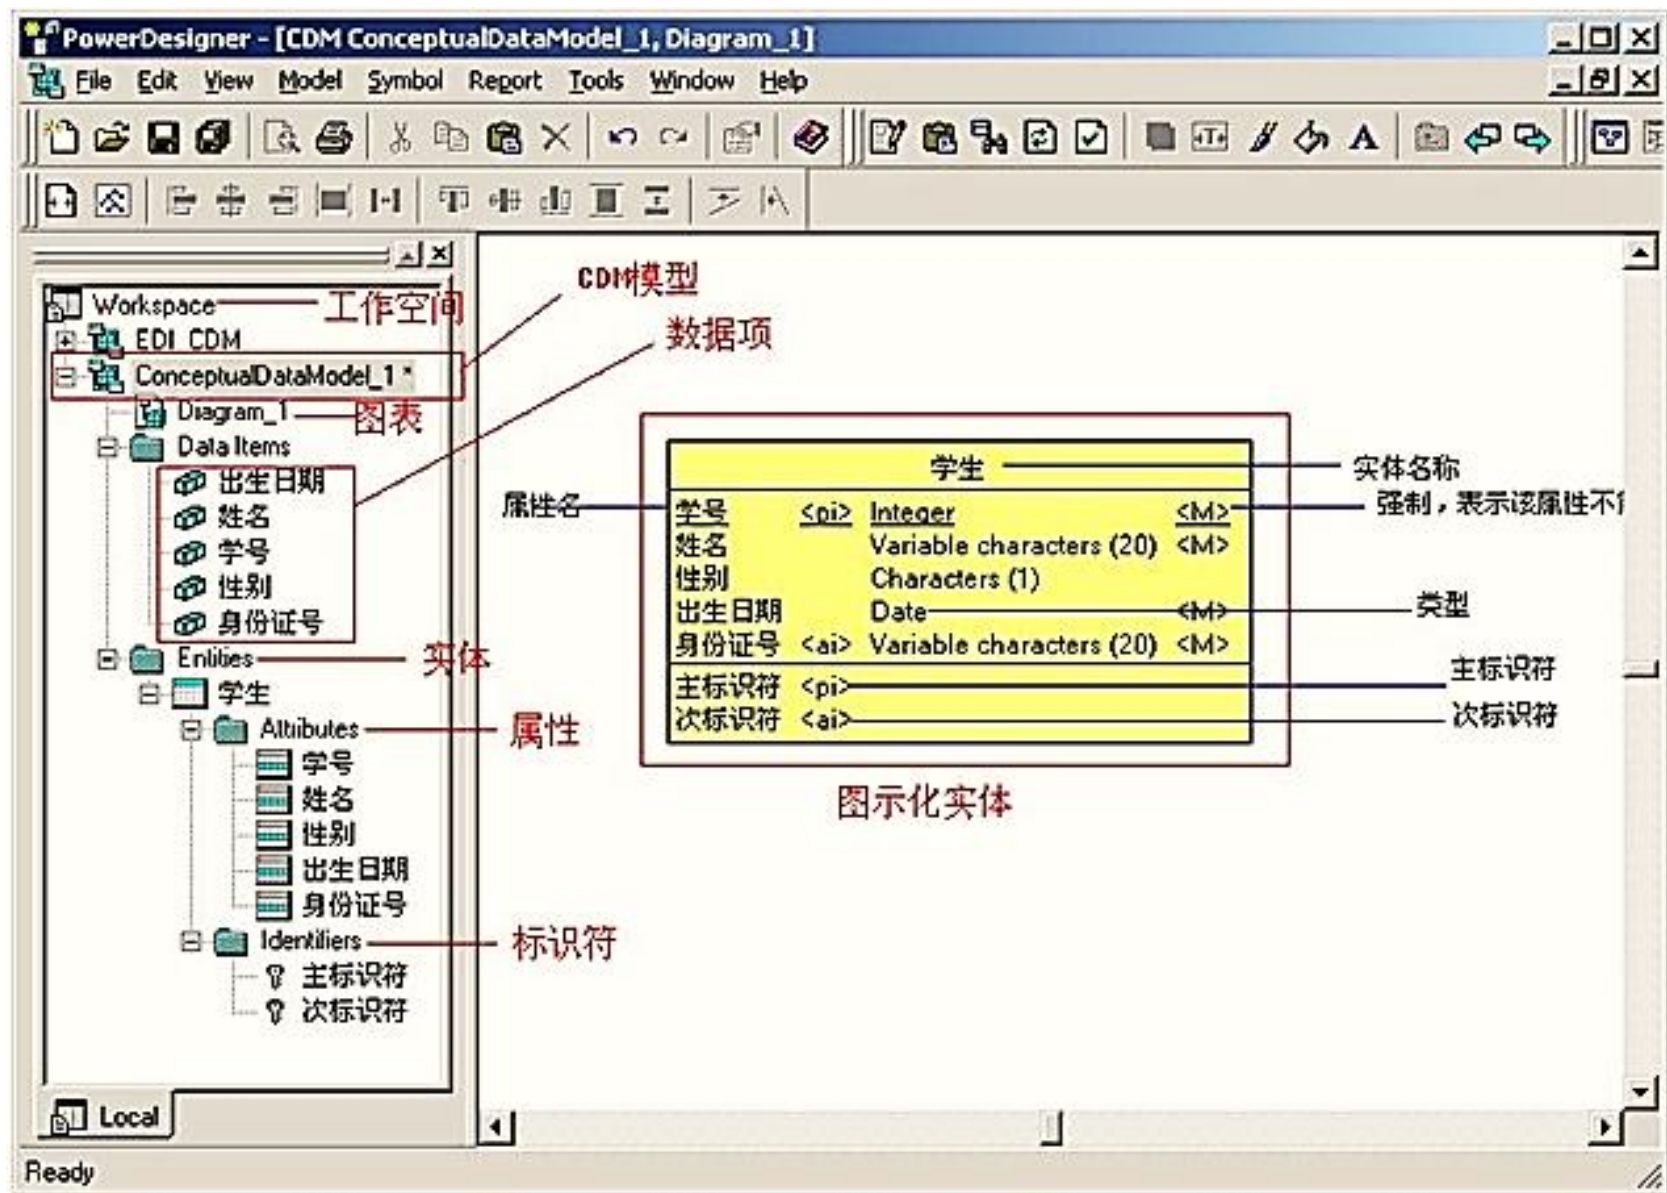 PowerDesigner - [CDM ConceptualDataModel_1, Diagram_1]
File Edit View Model Symbol Report Tools Window Help
Workspace 工作空间
EDI_CDM
ConceptualDataModel_1 *
Diagram_1 图表
Data Items
出生日期
姓名
学号
性别
身份证号
Entities 实体
学生
Attributes 属性
学号
姓名
性别
出生日期
身份证号
Identifiers 标识符
主标识符
次标识符
Local
CDM模型
数据项
学生 实体名称
属性名 学号 <pi> Integer <M> 强制，表示该属性不
姓名 Variable characters (20) <M>
性别 Characters (1)
出生日期 Date <M> 类型
身份证号 <ai> Variable characters (20) <M>
主标识符 <pi> 主标识符
次标识符 <ai> 次标识符
图示化实体
Ready